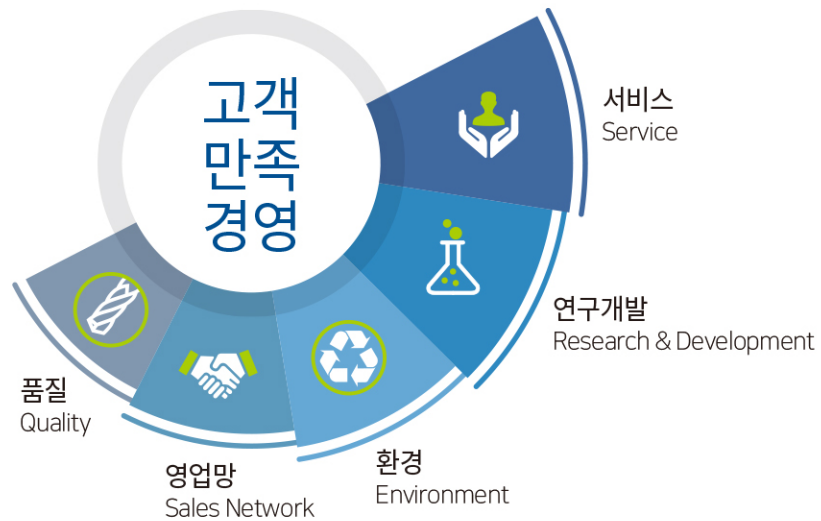 고객
만족
경영
서비스
Service
연구개발
Research & Development
환경
Environment
영업망
Sales Network
품질
Quality